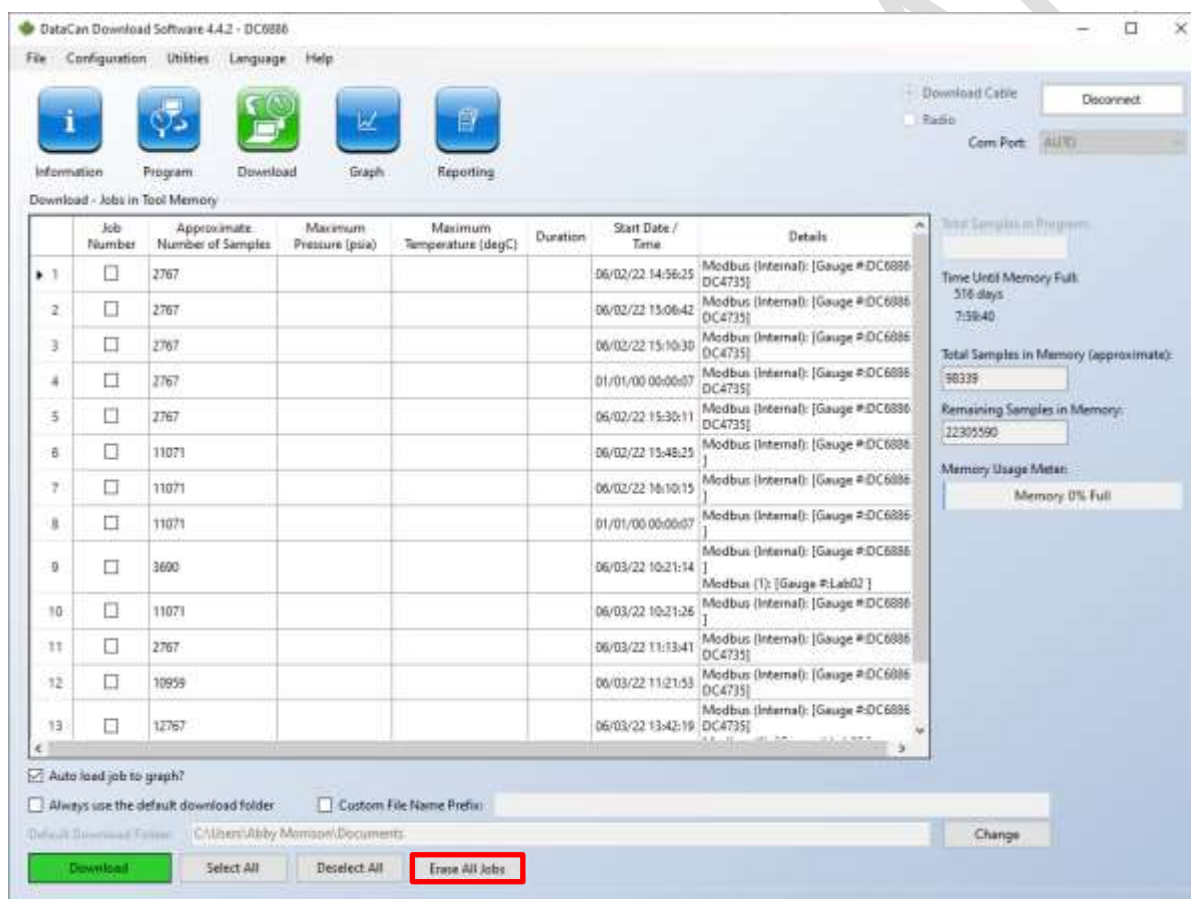 DataCan Download Software 4.4.2 - DC6886
File Configuration Utilities Language Help
Download Cable
Disconnect
Radio
Com Port: AUTO
Information Program Download Graph Reporting
Download - Jobs in Tool Memory
Job Number Approximate Number of Samples Maximum Pressure (psia) Maximum Temperature (degC) Duration Start Date / Time Details
1 2767 06/02/22 14:56:25 Modbus (Internal): [Gauge #:DC6886
DC4735]
2 2767 06/02/22 15:06:42 Modbus (Internal): [Gauge #:DC6886
DC4735]
3 2767 06/02/22 15:10:30 Modbus (Internal): [Gauge #:DC6886
DC4735]
4 2767 01/01/00 00:00:07 Modbus (Internal): [Gauge #:DC6886
DC4735]
5 2767 06/02/22 15:30:11 Modbus (Internal): [Gauge #:DC6886
DC4735]
6 11071 06/02/22 15:48:25 Modbus (Internal): [Gauge #:DC6886
]
7 11071 06/02/22 16:10:15 Modbus (Internal): [Gauge #:DC6886
]
8 11071 01/01/00 00:00:07 Modbus (Internal): [Gauge #:DC6886
]
9 3690 06/03/22 10:21:14 Modbus (Internal): [Gauge #:DC6886
]
Modbus (1): [Gauge #:Lab02 ]
10 11071 06/03/22 10:21:26 Modbus (Internal): [Gauge #:DC6886
]
11 2767 06/03/22 11:13:41 Modbus (Internal): [Gauge #:DC6886
DC4735]
12 10959 06/03/22 11:21:53 Modbus (Internal): [Gauge #:DC6886
DC4735]
13 12767 06/03/22 13:42:19 Modbus (Internal): [Gauge #:DC6886
DC4735]
Total Samples in Program:
Time Until Memory Full:
516 days
7:59:40
Total Samples in Memory (approximate):
98339
Remaining Samples in Memory:
22305590
Memory Usage Meter:
Memory 0% Full
Auto load job to graph?
Always use the default download folder Custom File Name Prefix:
Default Download Folder: C:\Users\Abby Morrison\Documents Change
Download Select All Deselect All Erase All Jobs